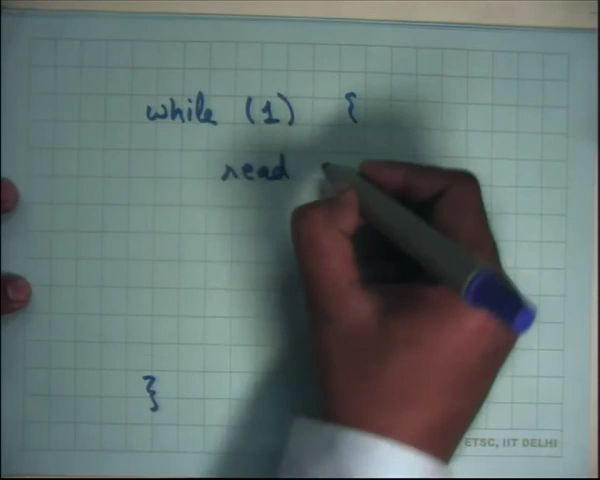 while (1) {
read
}
ETSC, IIT DELHI